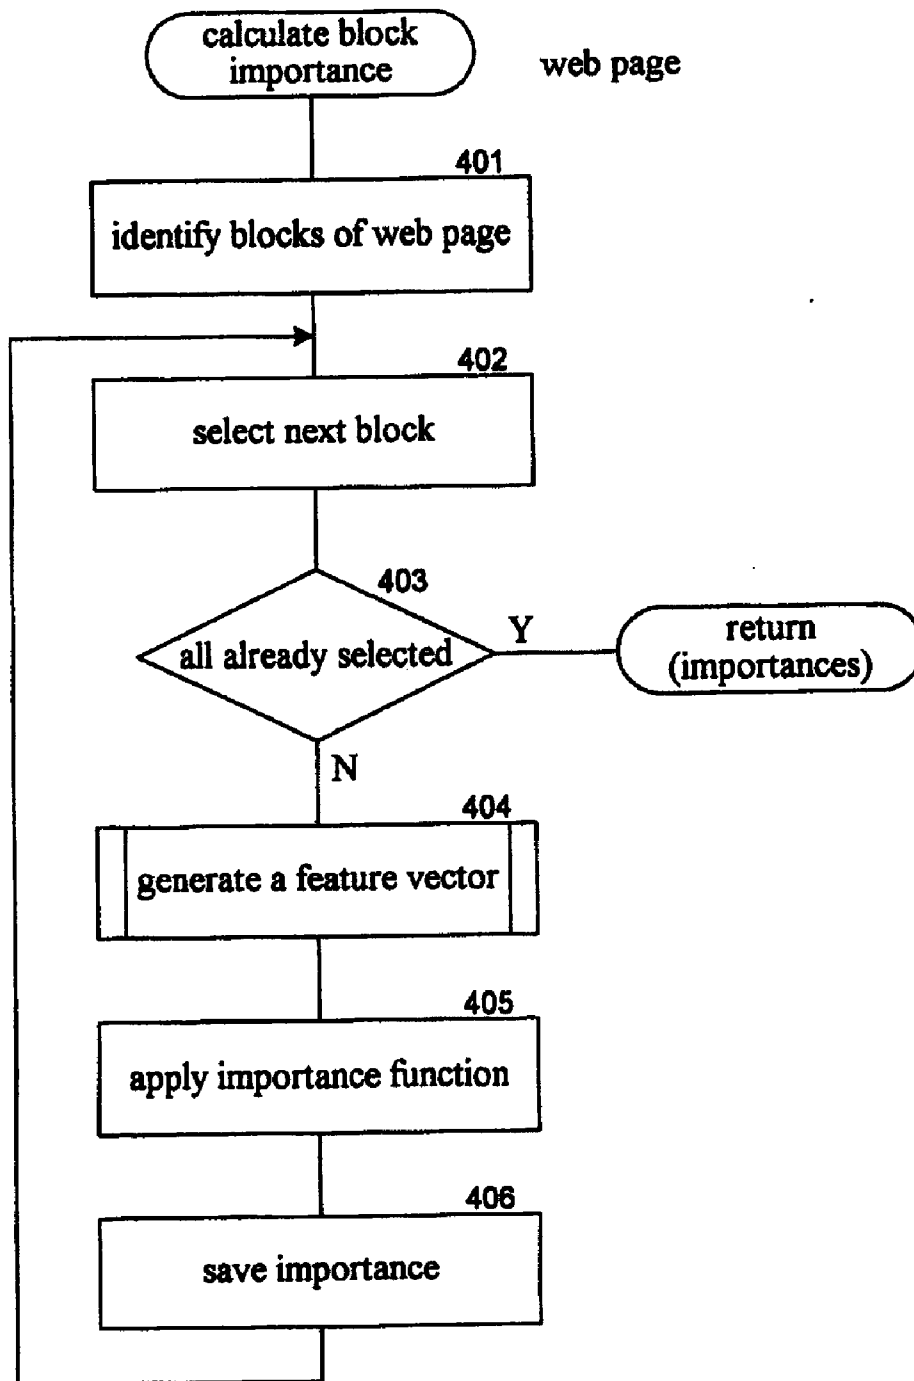 calculate block
importance
web page
401
identify blocks of web page
402
select next block
403
all already selected
Y
return
(importances)
N
404
generate a feature vector
405
apply importance function
406
save importance